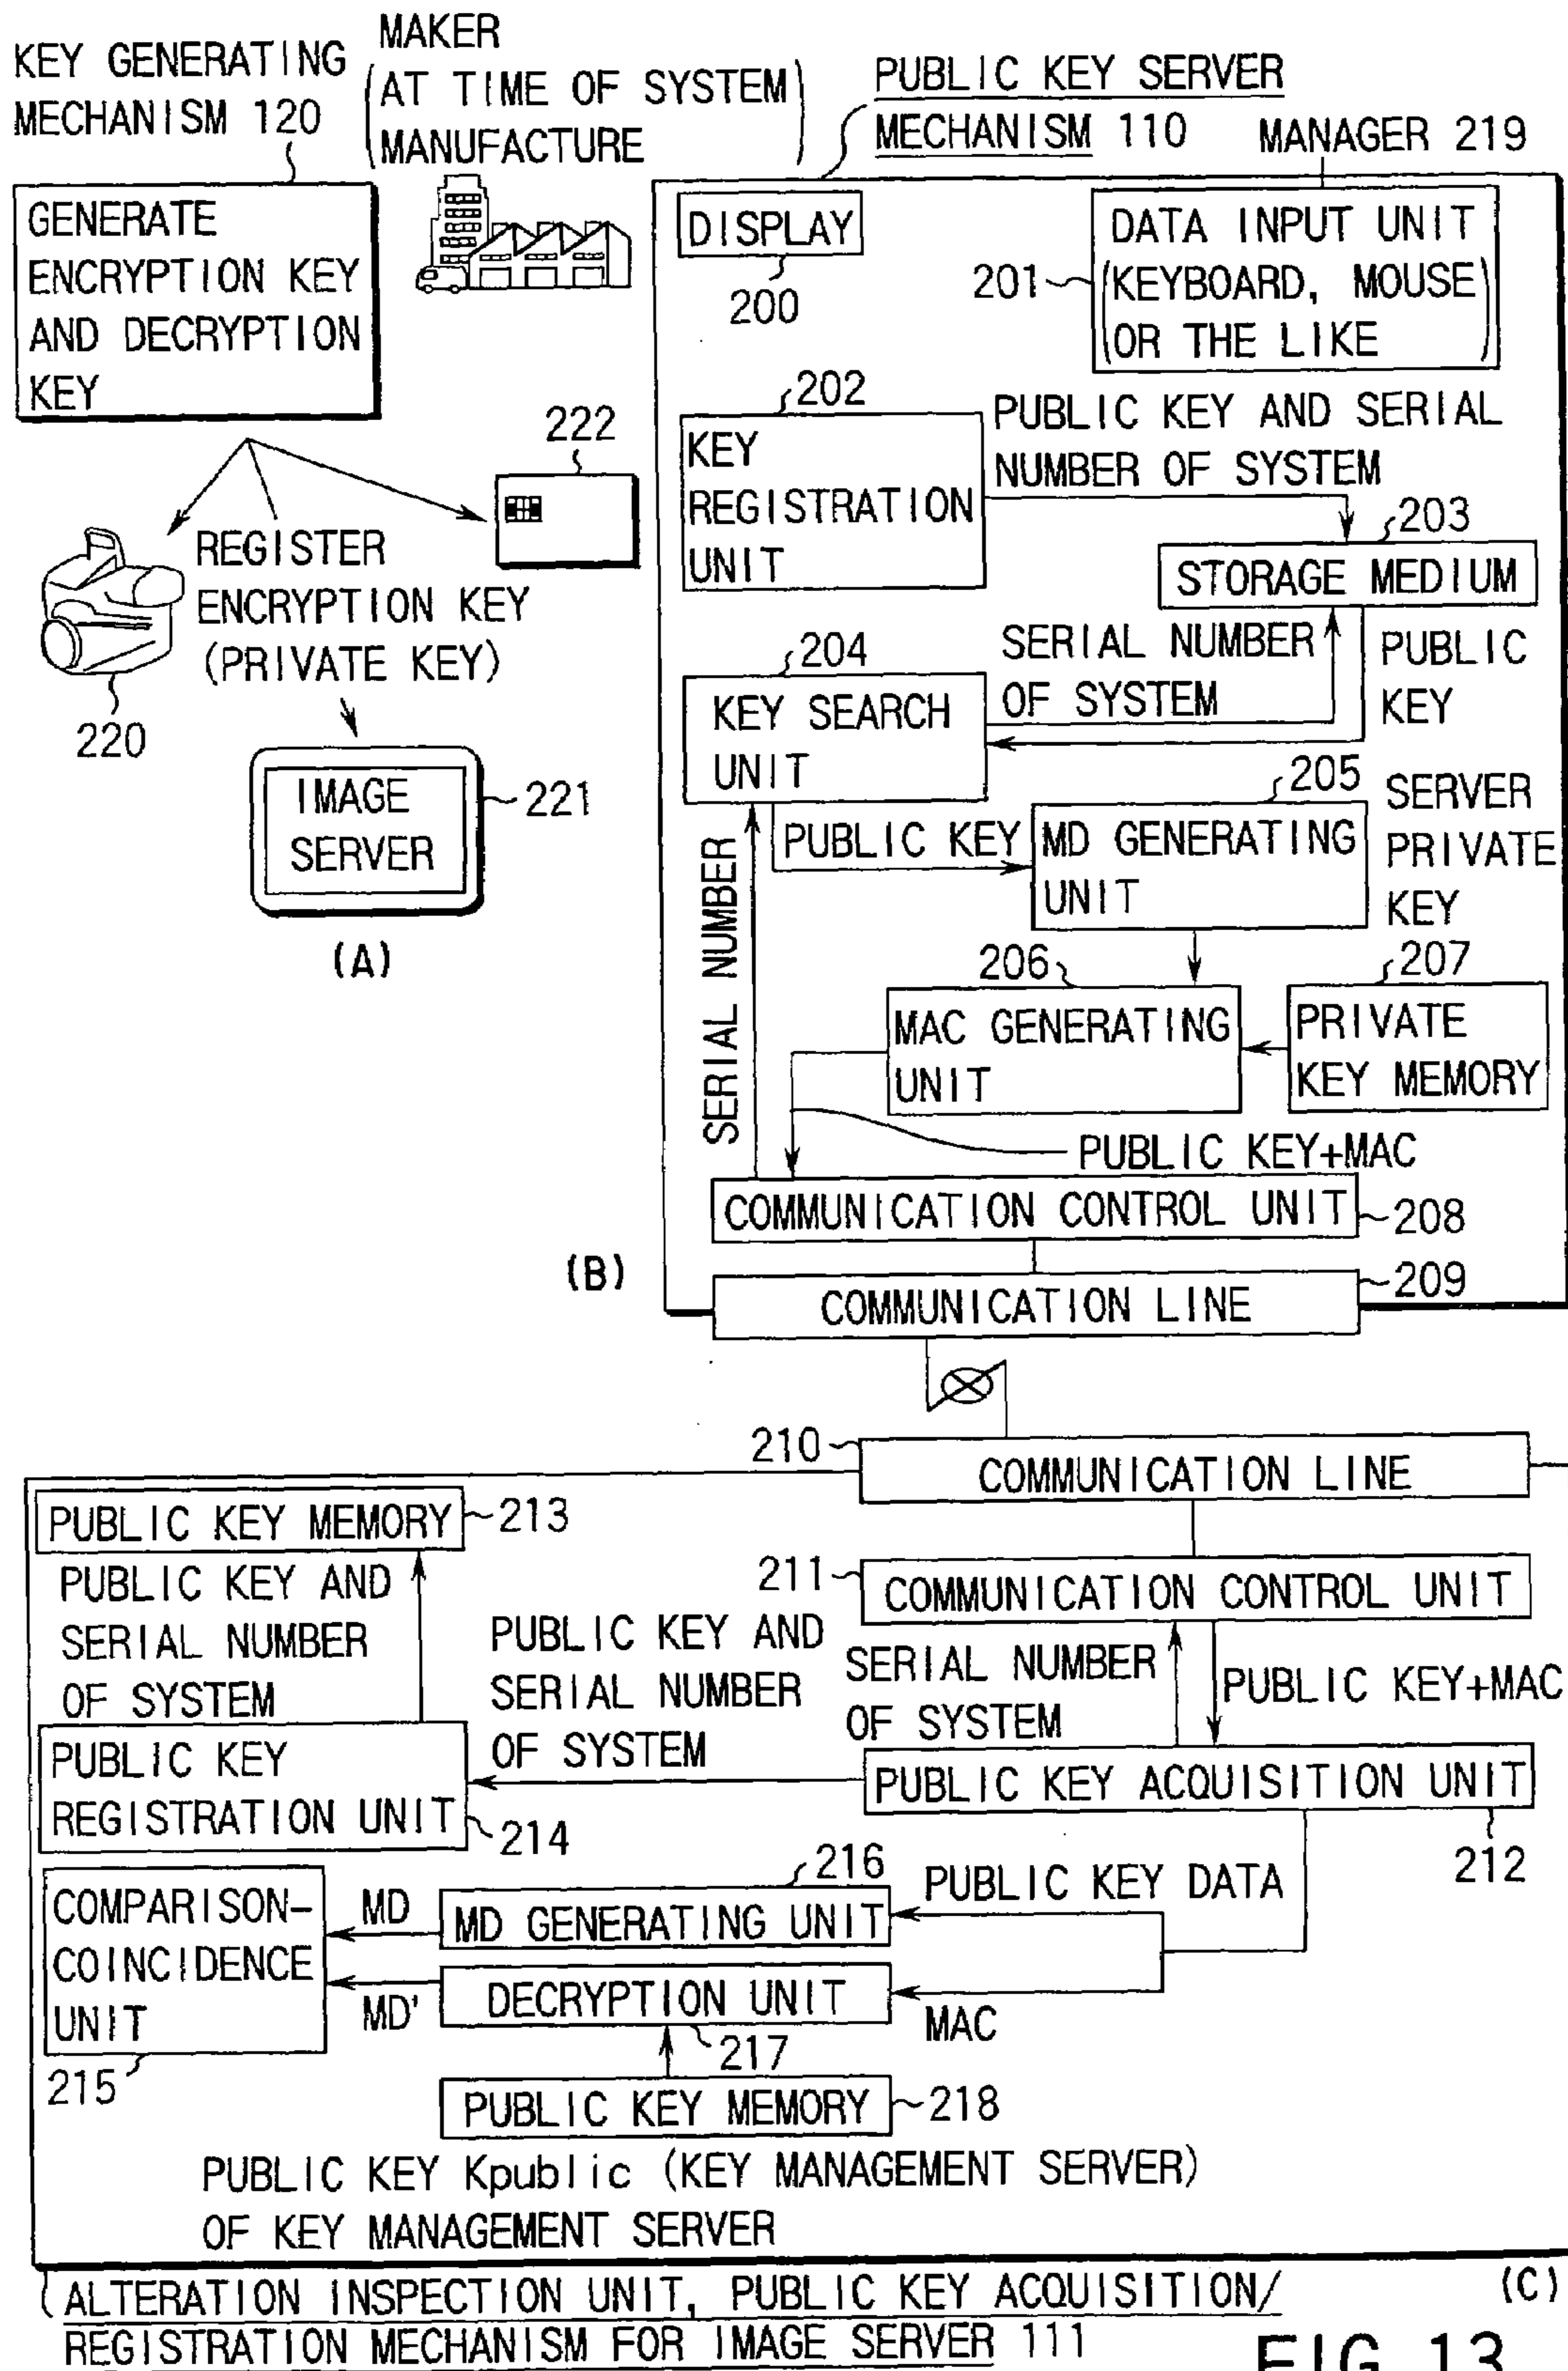 KEY GENERATING
MECHANISM 120
MAKER
(AT TIME OF SYSTEM
MANUFACTURE)
PUBLIC KEY SERVER
MECHANISM 110
MANAGER 219
GENERATE
ENCRYPTION KEY
AND DECRYPTION
KEY
222
REGISTER
ENCRYPTION KEY
(PRIVATE KEY)
220
IMAGE
SERVER
221
(A)
DISPLAY
200
201
DATA INPUT UNIT
(KEYBOARD, MOUSE
OR THE LIKE)
202
KEY
REGISTRATION
UNIT
PUBLIC KEY AND SERIAL
NUMBER OF SYSTEM
203
STORAGE MEDIUM
204
KEY SEARCH
UNIT
SERIAL NUMBER
OF SYSTEM
PUBLIC
KEY
205
PUBLIC KEY
MD GENERATING
UNIT
SERVER
PRIVATE
KEY
SERIAL NUMBER
206
MAC GENERATING
UNIT
207
PRIVATE
KEY MEMORY
PUBLIC KEY+MAC
COMMUNICATION CONTROL UNIT
208
(B)
209
COMMUNICATION LINE
210
COMMUNICATION LINE
PUBLIC KEY MEMORY
213
211
COMMUNICATION CONTROL UNIT
PUBLIC KEY AND
SERIAL NUMBER
OF SYSTEM
PUBLIC KEY AND
SERIAL NUMBER
OF SYSTEM
SERIAL NUMBER
OF SYSTEM
PUBLIC KEY+MAC
PUBLIC KEY
REGISTRATION UNIT
214
PUBLIC KEY ACQUISITION UNIT
212
COMPARISON-
COINCIDENCE
UNIT
215
MD
MD'
216
MD GENERATING UNIT
PUBLIC KEY DATA
DECRYPTION UNIT
217
MAC
PUBLIC KEY MEMORY
218
PUBLIC KEY Kpublic (KEY MANAGEMENT SERVER)
OF KEY MANAGEMENT SERVER
ALTERATION INSPECTION UNIT, PUBLIC KEY ACQUISITION/
REGISTRATION MECHANISM FOR IMAGE SERVER 111
(C)
FIG. 13